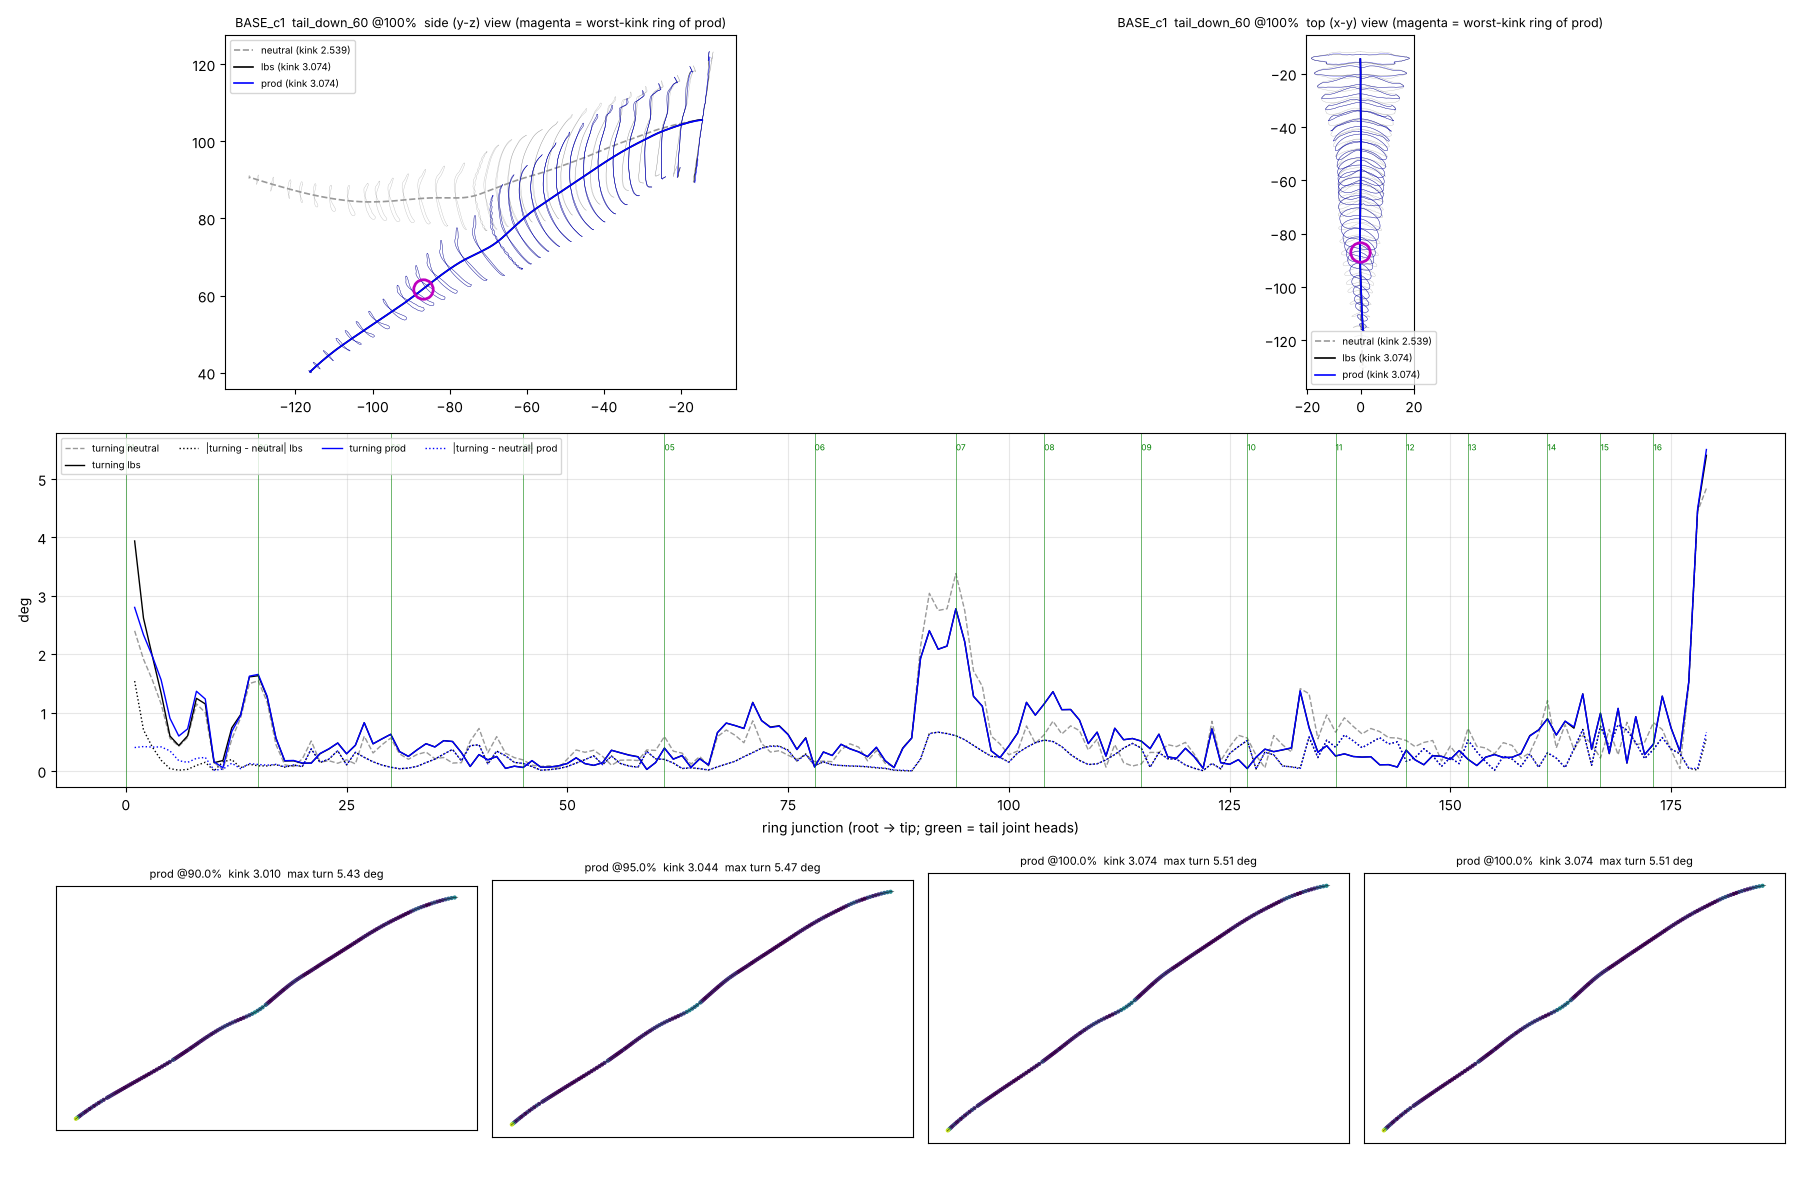 BASE_c1  tail_down_60 @100%  side (y-z) view (magenta = worst-kink ring of prod)
neutral (kink 2.539)
lbs (kink 3.074)
prod (kink 3.074)
120
100
80
60
40
−120
−100
−80
−60
−40
−20
BASE_c1  tail_down_60 @100%  top (x-y) view (magenta = worst-kink ring of prod)
−20
−40
−60
−80
−100
−120
neutral (kink 2.539)
lbs (kink 3.074)
prod (kink 3.074)
−20
0
20
turning neutral
turning lbs
|turning - neutral| lbs
turning prod
|turning - neutral| prod
05
06
07
08
09
10
11
12
13
14
15
16
deg
5
4
3
2
1
0
0
25
50
75
100
125
150
175
ring junction (root → tip; green = tail joint heads)
prod @90.0%  kink 3.010  max turn 5.43 deg
prod @95.0%  kink 3.044  max turn 5.47 deg
prod @100.0%  kink 3.074  max turn 5.51 deg
prod @100.0%  kink 3.074  max turn 5.51 deg